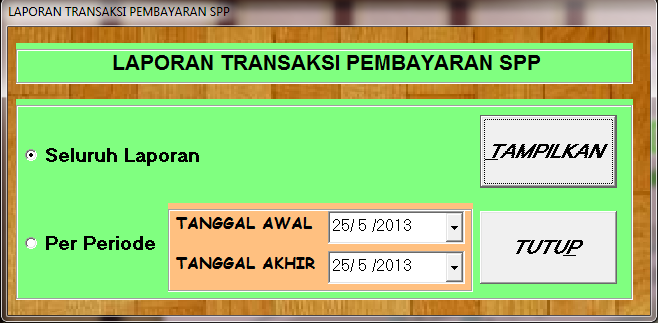 LAPORAN TRANSAKSI PEMBAYARAN SPP
LAPORAN TRANSAKSI PEMBAYARAN SPP
Seluruh Laporan
TAMPILKAN
Per Periode
TANGGAL AWAL 25/ 5 /2013
TANGGAL AKHIR 25/ 5 /2013
TUTUP